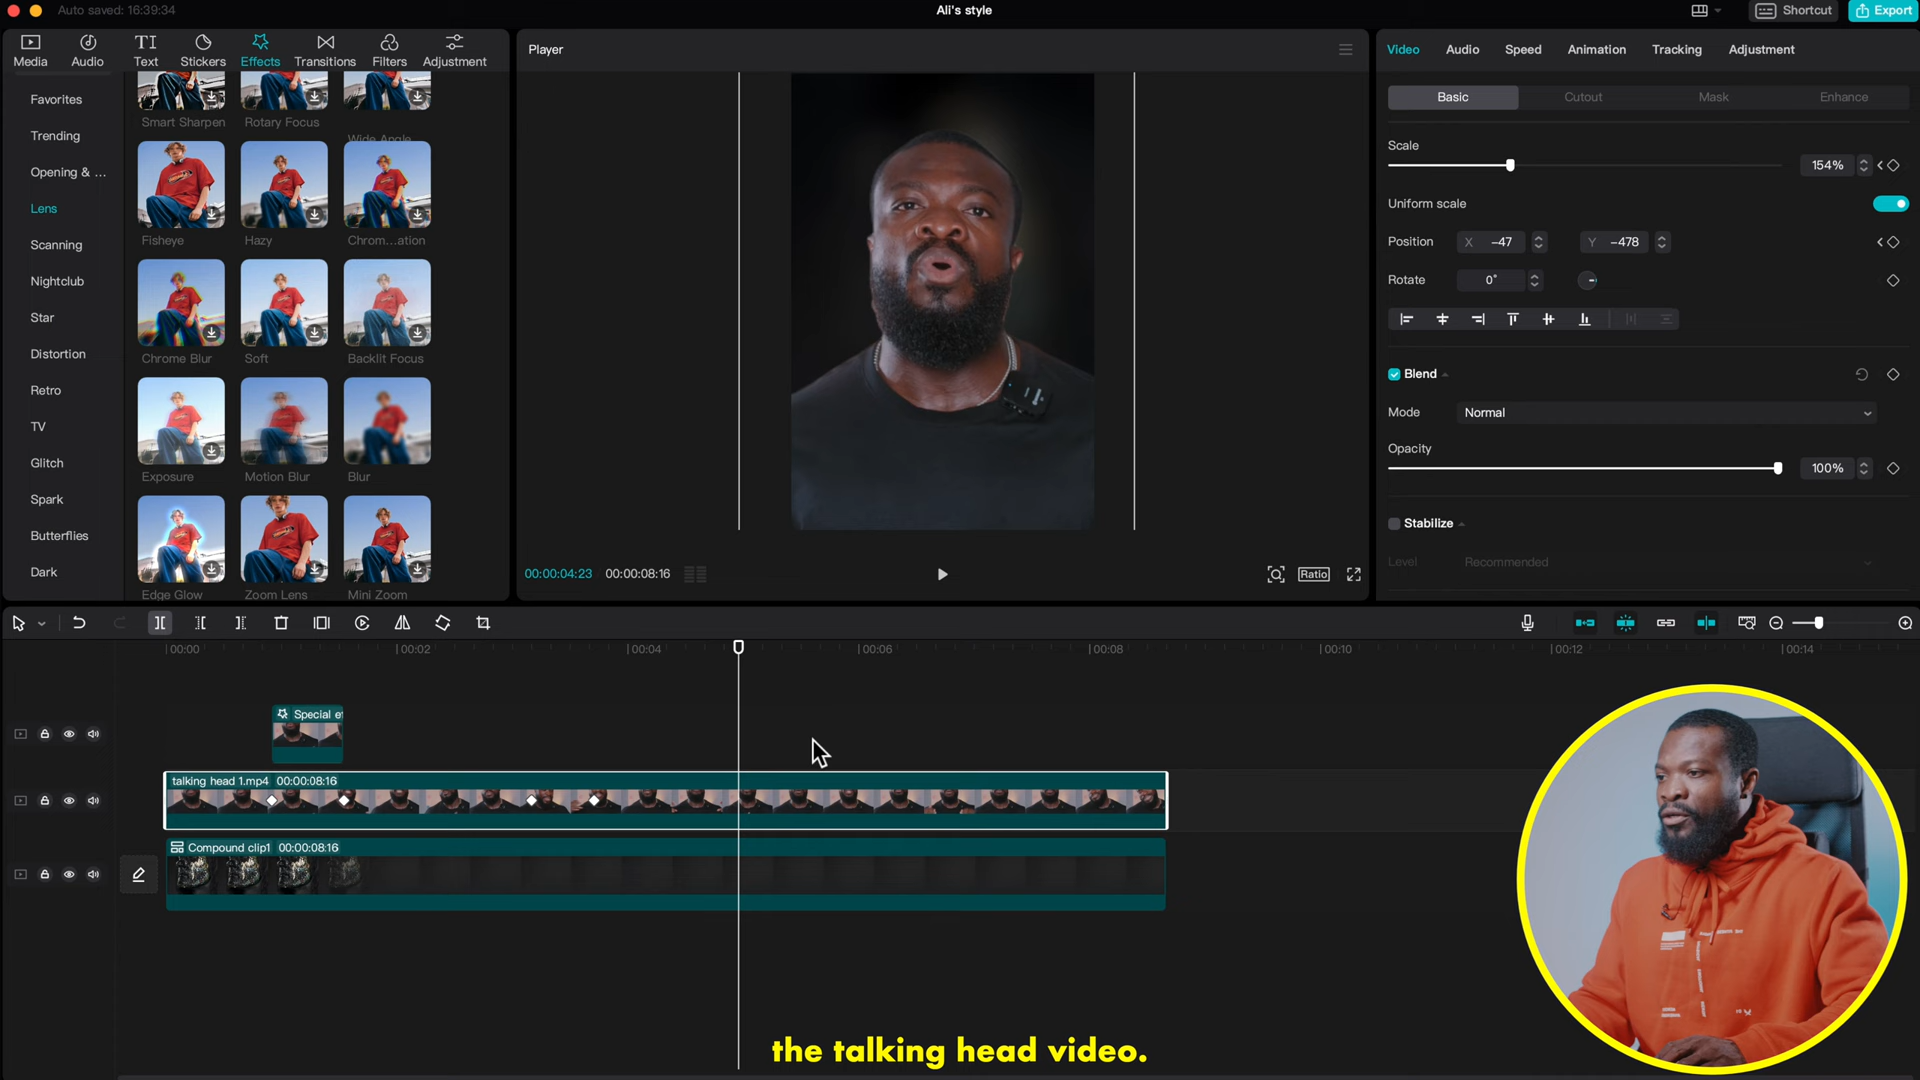 Auto saved: 16:39:34
Ali's style
Shortcut
Export
Media
Audio
Text
Stickers
Effects
Transitions
Filters
Adjustment
Favorites
Trending
Opening & ...
Lens
Scanning
Nightclub
Star
Distortion
Retro
TV
Glitch
Spark
Butterflies
Dark
Smart Sharpen
Rotary Focus
Wide Angle
Fisheye
Hazy
Chrom...ation
Chrome Blur
Soft
Backlit Focus
Exposure
Motion Blur
Blur
Edge Glow
Zoom Lens
Mini Zoom
Player
00:00:04:23
00:00:08:16
Ratio
Video
Audio
Speed
Animation
Tracking
Adjustment
Basic
Cutout
Mask
Enhance
Scale
154%
Uniform scale
Position
X -47
Y -478
Rotate
0°
Blend
Mode
Normal
Opacity
100%
Stabilize
Level
Recommended
00:00
00:02
00:04
00:06
00:08
00:10
00:12
00:14
Special ef
talking head 1.mp4 00:00:08:16
Compound clip1 00:00:08:16
the talking head video.